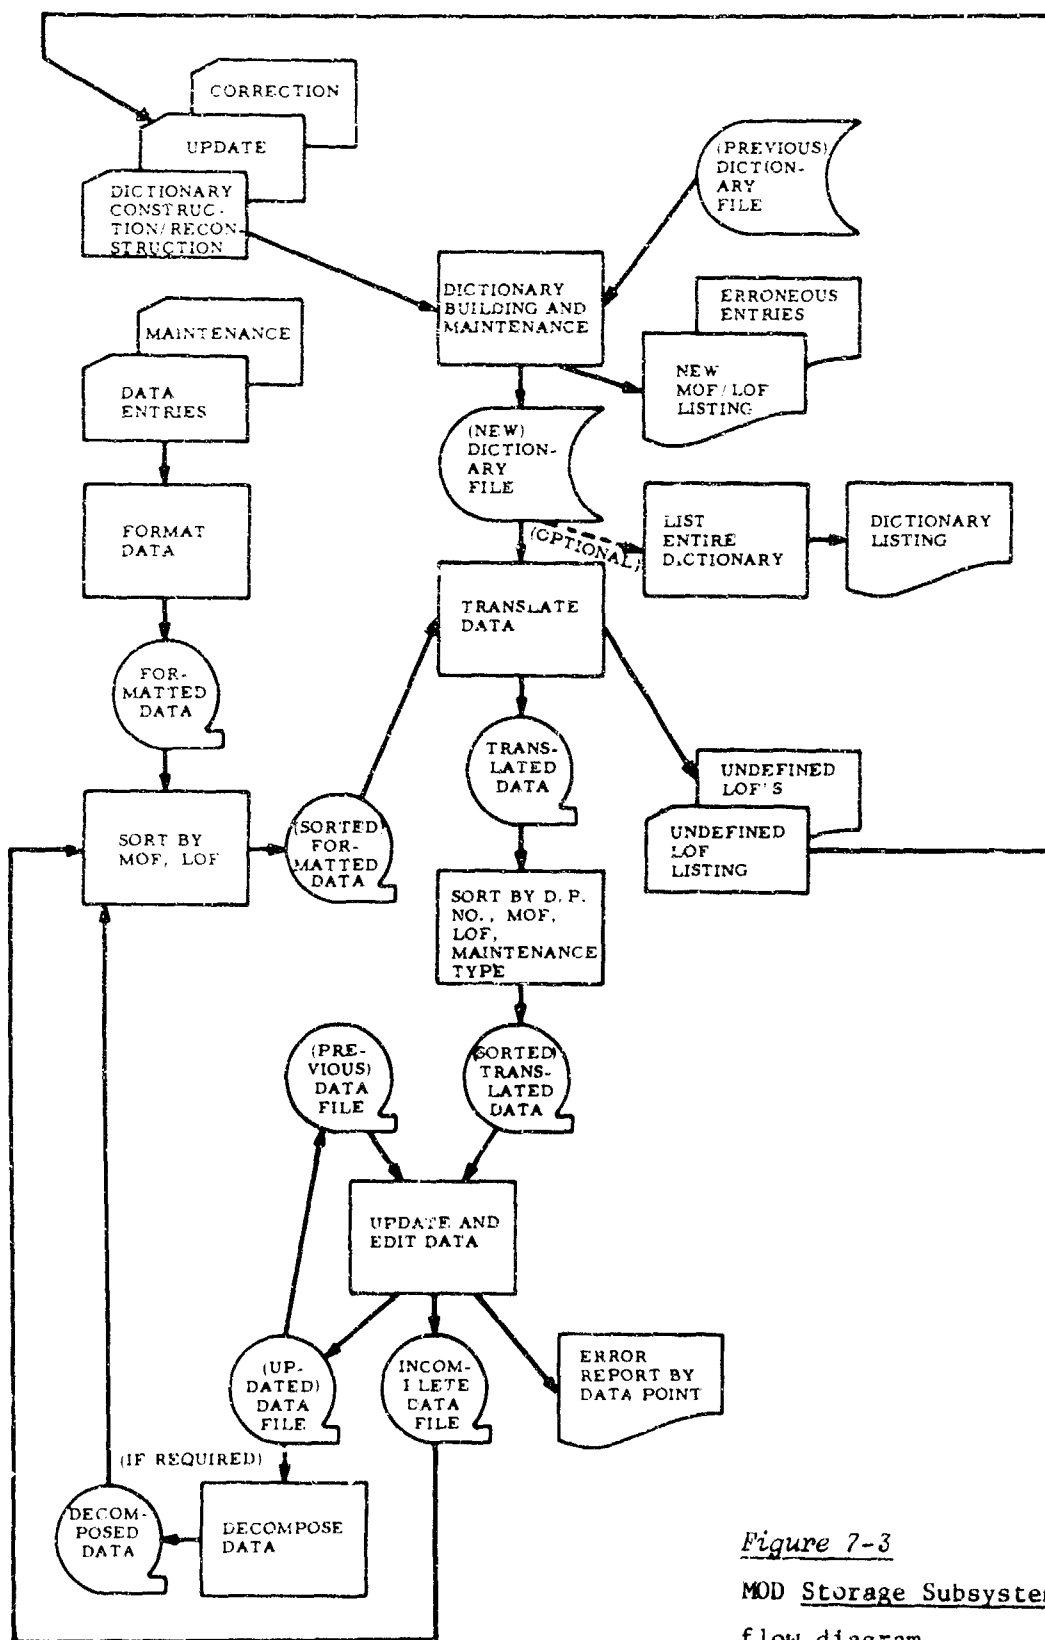 CORRECTION
UPDATE
DICTIONARY
CONSTRUC-
TION/RECON-
STRUCTION
(PREVIOUS)
DICTION-
ARY
FILE
DICTIONARY
BUILDING AND
MAINTENANCE
ERRONEOUS
ENTRIES
NEW
MOF/LOF
LISTING
MAINTENANCE
DATA
ENTRIES
(NEW)
DICTION-
ARY
FILE
FORMAT
DATA
(OPTIONAL)
LIST
ENTIRE
DICTIONARY
DICTIONARY
LISTING
TRANSLATE
DATA
FOR-
MATTED
DATA
TRANS-
LATED
DATA
UNDEFINED
LOF'S
UNDEFINED
LOF
LISTING
SORT BY
MOF, LOF
(SORTED)
FOR-
MATTED
DATA
SORT BY D. P.
NO., MOF,
LOF,
MAINTENANCE
TYPE
(PRE-
VIOUS)
DATA
FILE
(SORTED)
TRANS-
LATED
DATA
UPDATE AND
EDIT DATA
(UP-
DATED)
DATA
FILE
INCOM-
PLETE
DATA
FILE
ERROR
REPORT BY
DATA POINT
(IF REQUIRED)
DECOM-
POSED
DATA
DECOMPOSE
DATA
Figure 7-3
MOD Storage Subsystem
flow diagram